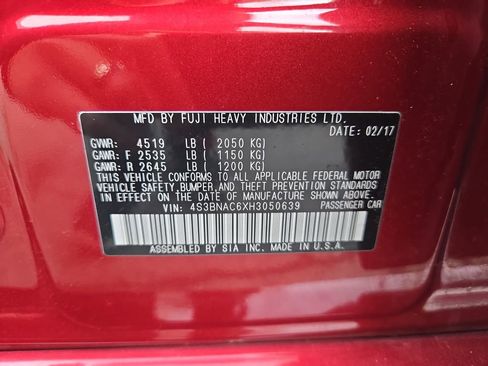 MFD BY FUJI HEAVY INDUSTRIES LTD.
DATE: 02/17
GVWR: 4519 LB ( 2050 KG)
GAWR: F 2535 LB ( 1150 KG)
GAWR: R 2645 LB ( 1200 KG)
THIS VEHICLE CONFORMS TO ALL APPLICABLE FEDERAL MOTOR
VEHICLE SAFETY, BUMPER, AND THEFT PREVENTION STANDARDS
IN EFFECT ON THE DATE OF MANUFACTURE SHOWN ABOVE.
VIN: 4S3BNAC6XH3050639 PASSENGER CAR
ASSEMBLED BY SIA INC. MADE IN U.S.A.